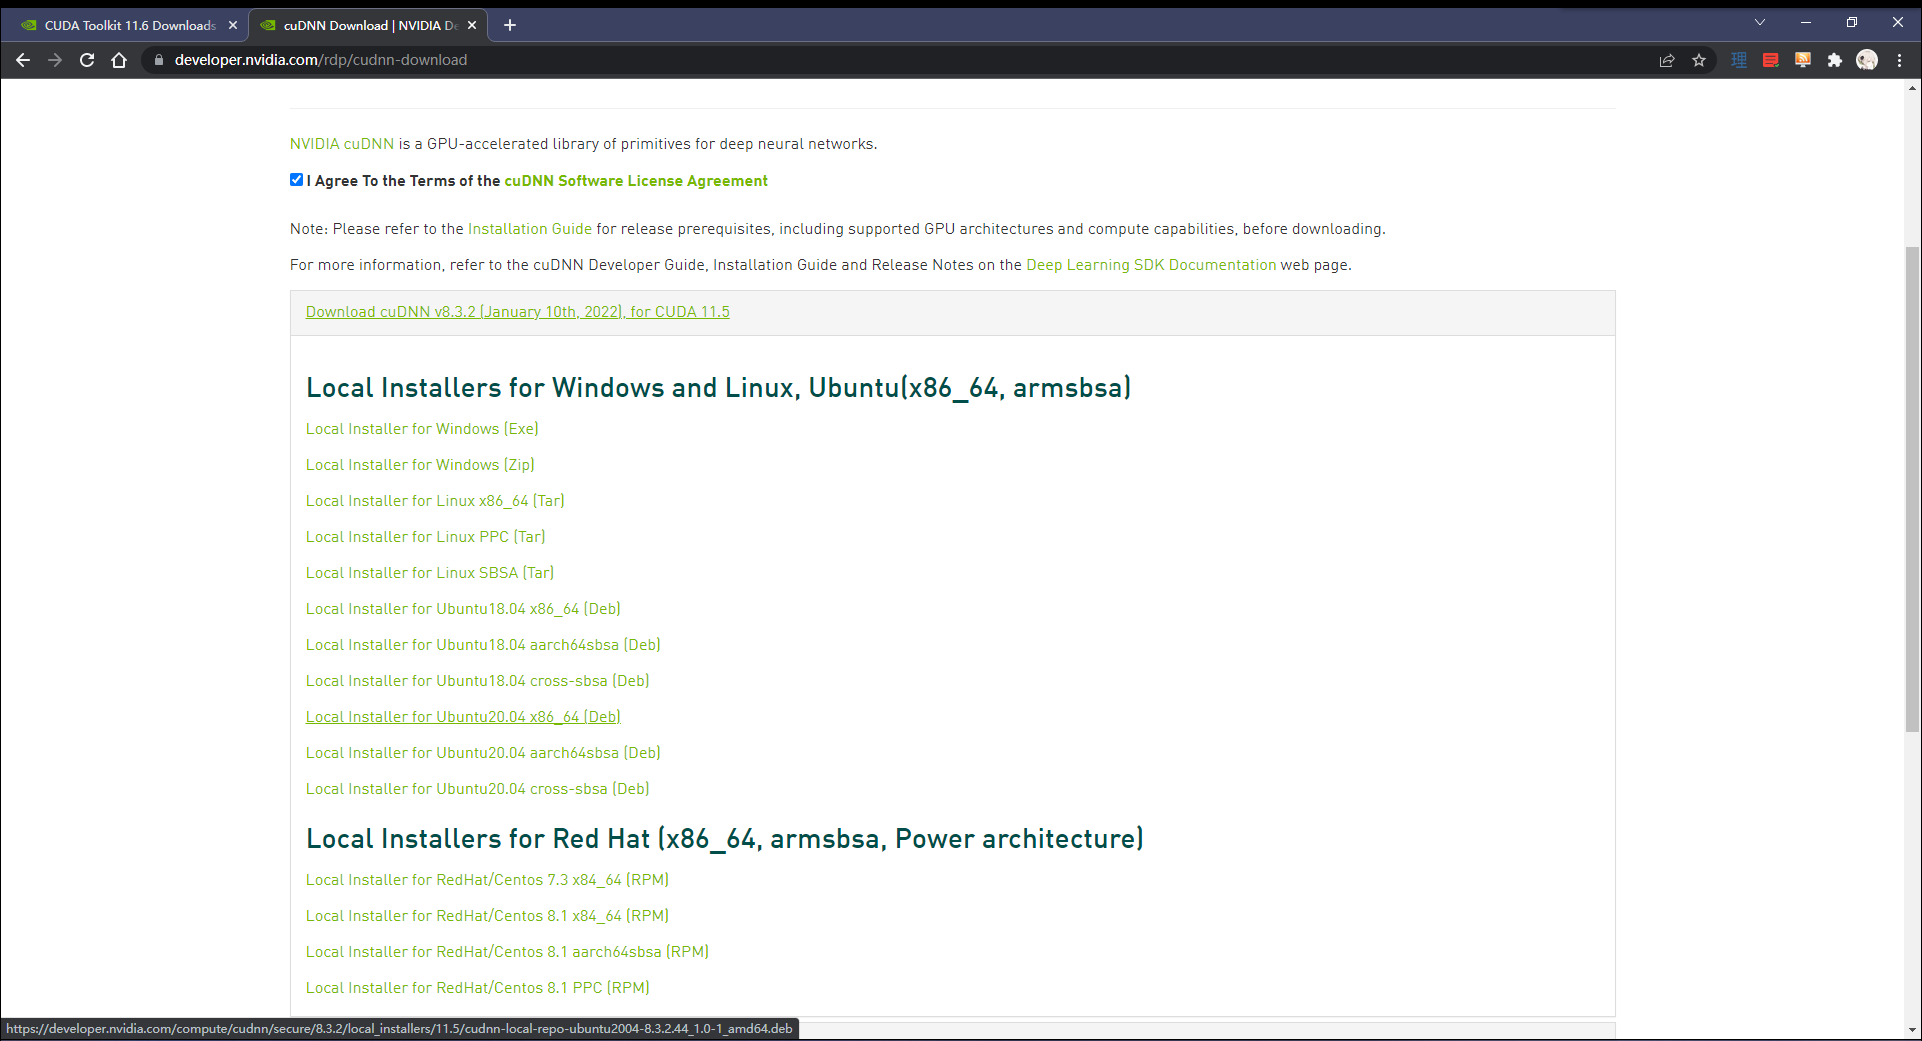 CUDA Toolkit 11.6 Downloads
cuDNN Download | NVIDIA De
developer.nvidia.com/rdp/cudnn-download
理
NVIDIA cuDNN is a GPU-accelerated library of primitives for deep neural networks.
I Agree To the Terms of the cuDNN Software License Agreement
Note: Please refer to the Installation Guide for release prerequisites, including supported GPU architectures and compute capabilities, before downloading.
For more information, refer to the cuDNN Developer Guide, Installation Guide and Release Notes on the Deep Learning SDK Documentation web page.
Download cuDNN v8.3.2 (January 10th, 2022), for CUDA 11.5
Local Installers for Windows and Linux, Ubuntu(x86_64, armsbsa)
Local Installer for Windows (Exe)
Local Installer for Windows (Zip)
Local Installer for Linux x86_64 (Tar)
Local Installer for Linux PPC (Tar)
Local Installer for Linux SBSA (Tar)
Local Installer for Ubuntu18.04 x86_64 (Deb)
Local Installer for Ubuntu18.04 aarch64sbsa (Deb)
Local Installer for Ubuntu18.04 cross-sbsa (Deb)
Local Installer for Ubuntu20.04 x86_64 (Deb)
Local Installer for Ubuntu20.04 aarch64sbsa (Deb)
Local Installer for Ubuntu20.04 cross-sbsa (Deb)
Local Installers for Red Hat (x86_64, armsbsa, Power architecture)
Local Installer for RedHat/Centos 7.3 x84_64 (RPM)
Local Installer for RedHat/Centos 8.1 x84_64 (RPM)
Local Installer for RedHat/Centos 8.1 aarch64sbsa (RPM)
Local Installer for RedHat/Centos 8.1 PPC (RPM)
https://developer.nvidia.com/compute/cudnn/secure/8.3.2/local_installers/11.5/cudnn-local-repo-ubuntu2004-8.3.2.44_1.0-1_amd64.deb